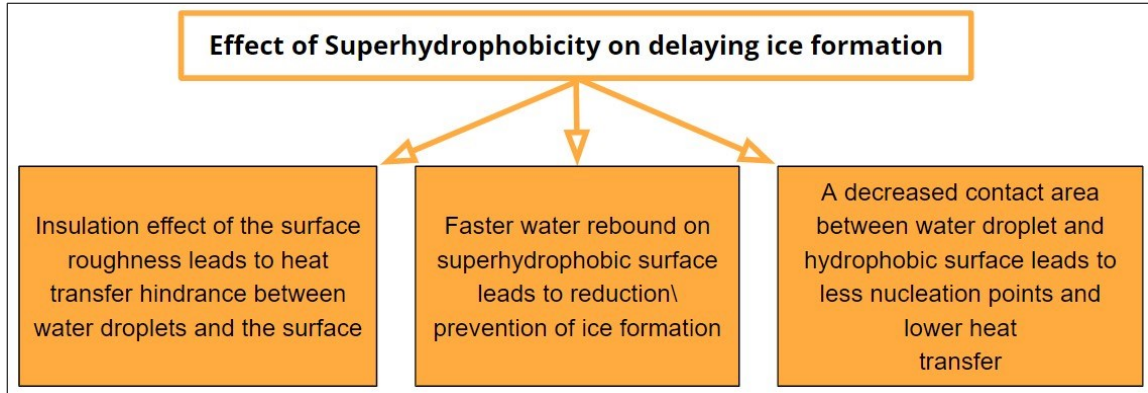 Effect of Superhydrophobicity on delaying ice formation
Insulation effect of the surface
roughness leads to heat
transfer hindrance between
water droplets and the surface
Faster water rebound on
superhydrophobic surface
leads to reduction\
prevention of ice formation
A decreased contact area
between water droplet and
hydrophobic surface leads to
less nucleation points and
lower heat
transfer